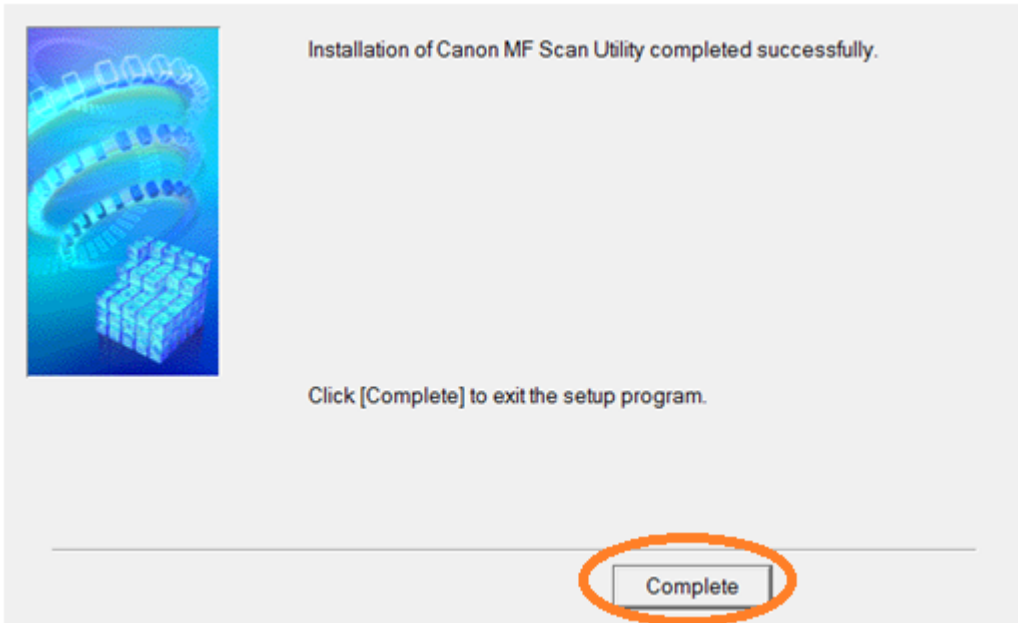 Installation of Canon MF Scan Utility completed successfully.
Click [Complete] to exit the setup program.
Complete